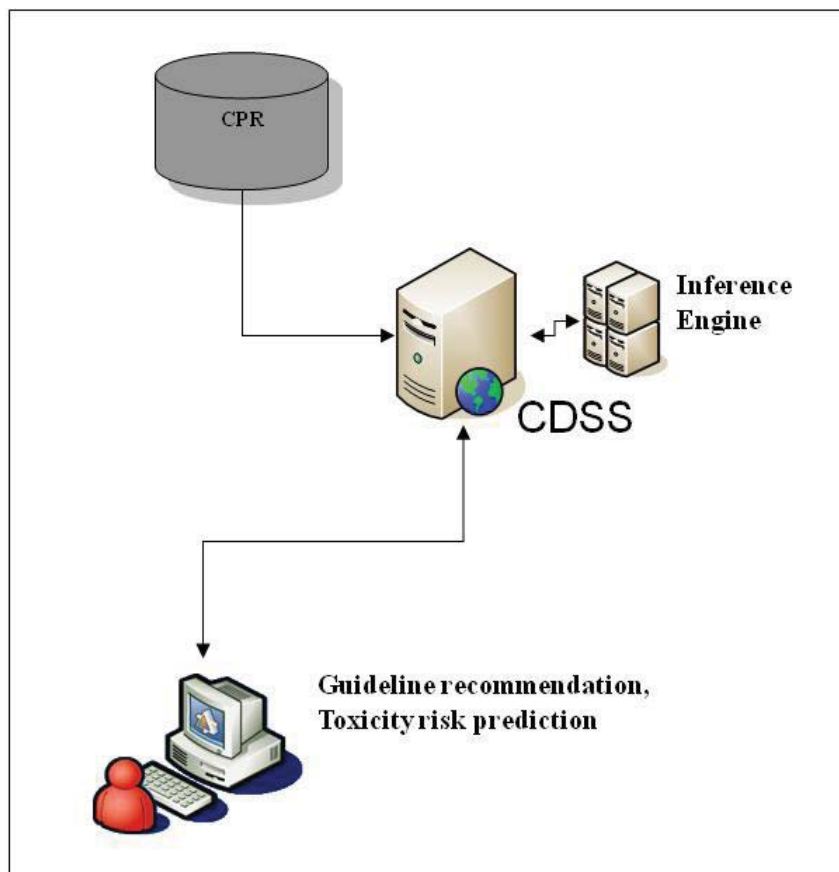 CPR
Inference
Engine
CDSS
Guideline recommendation,
Toxicity risk prediction